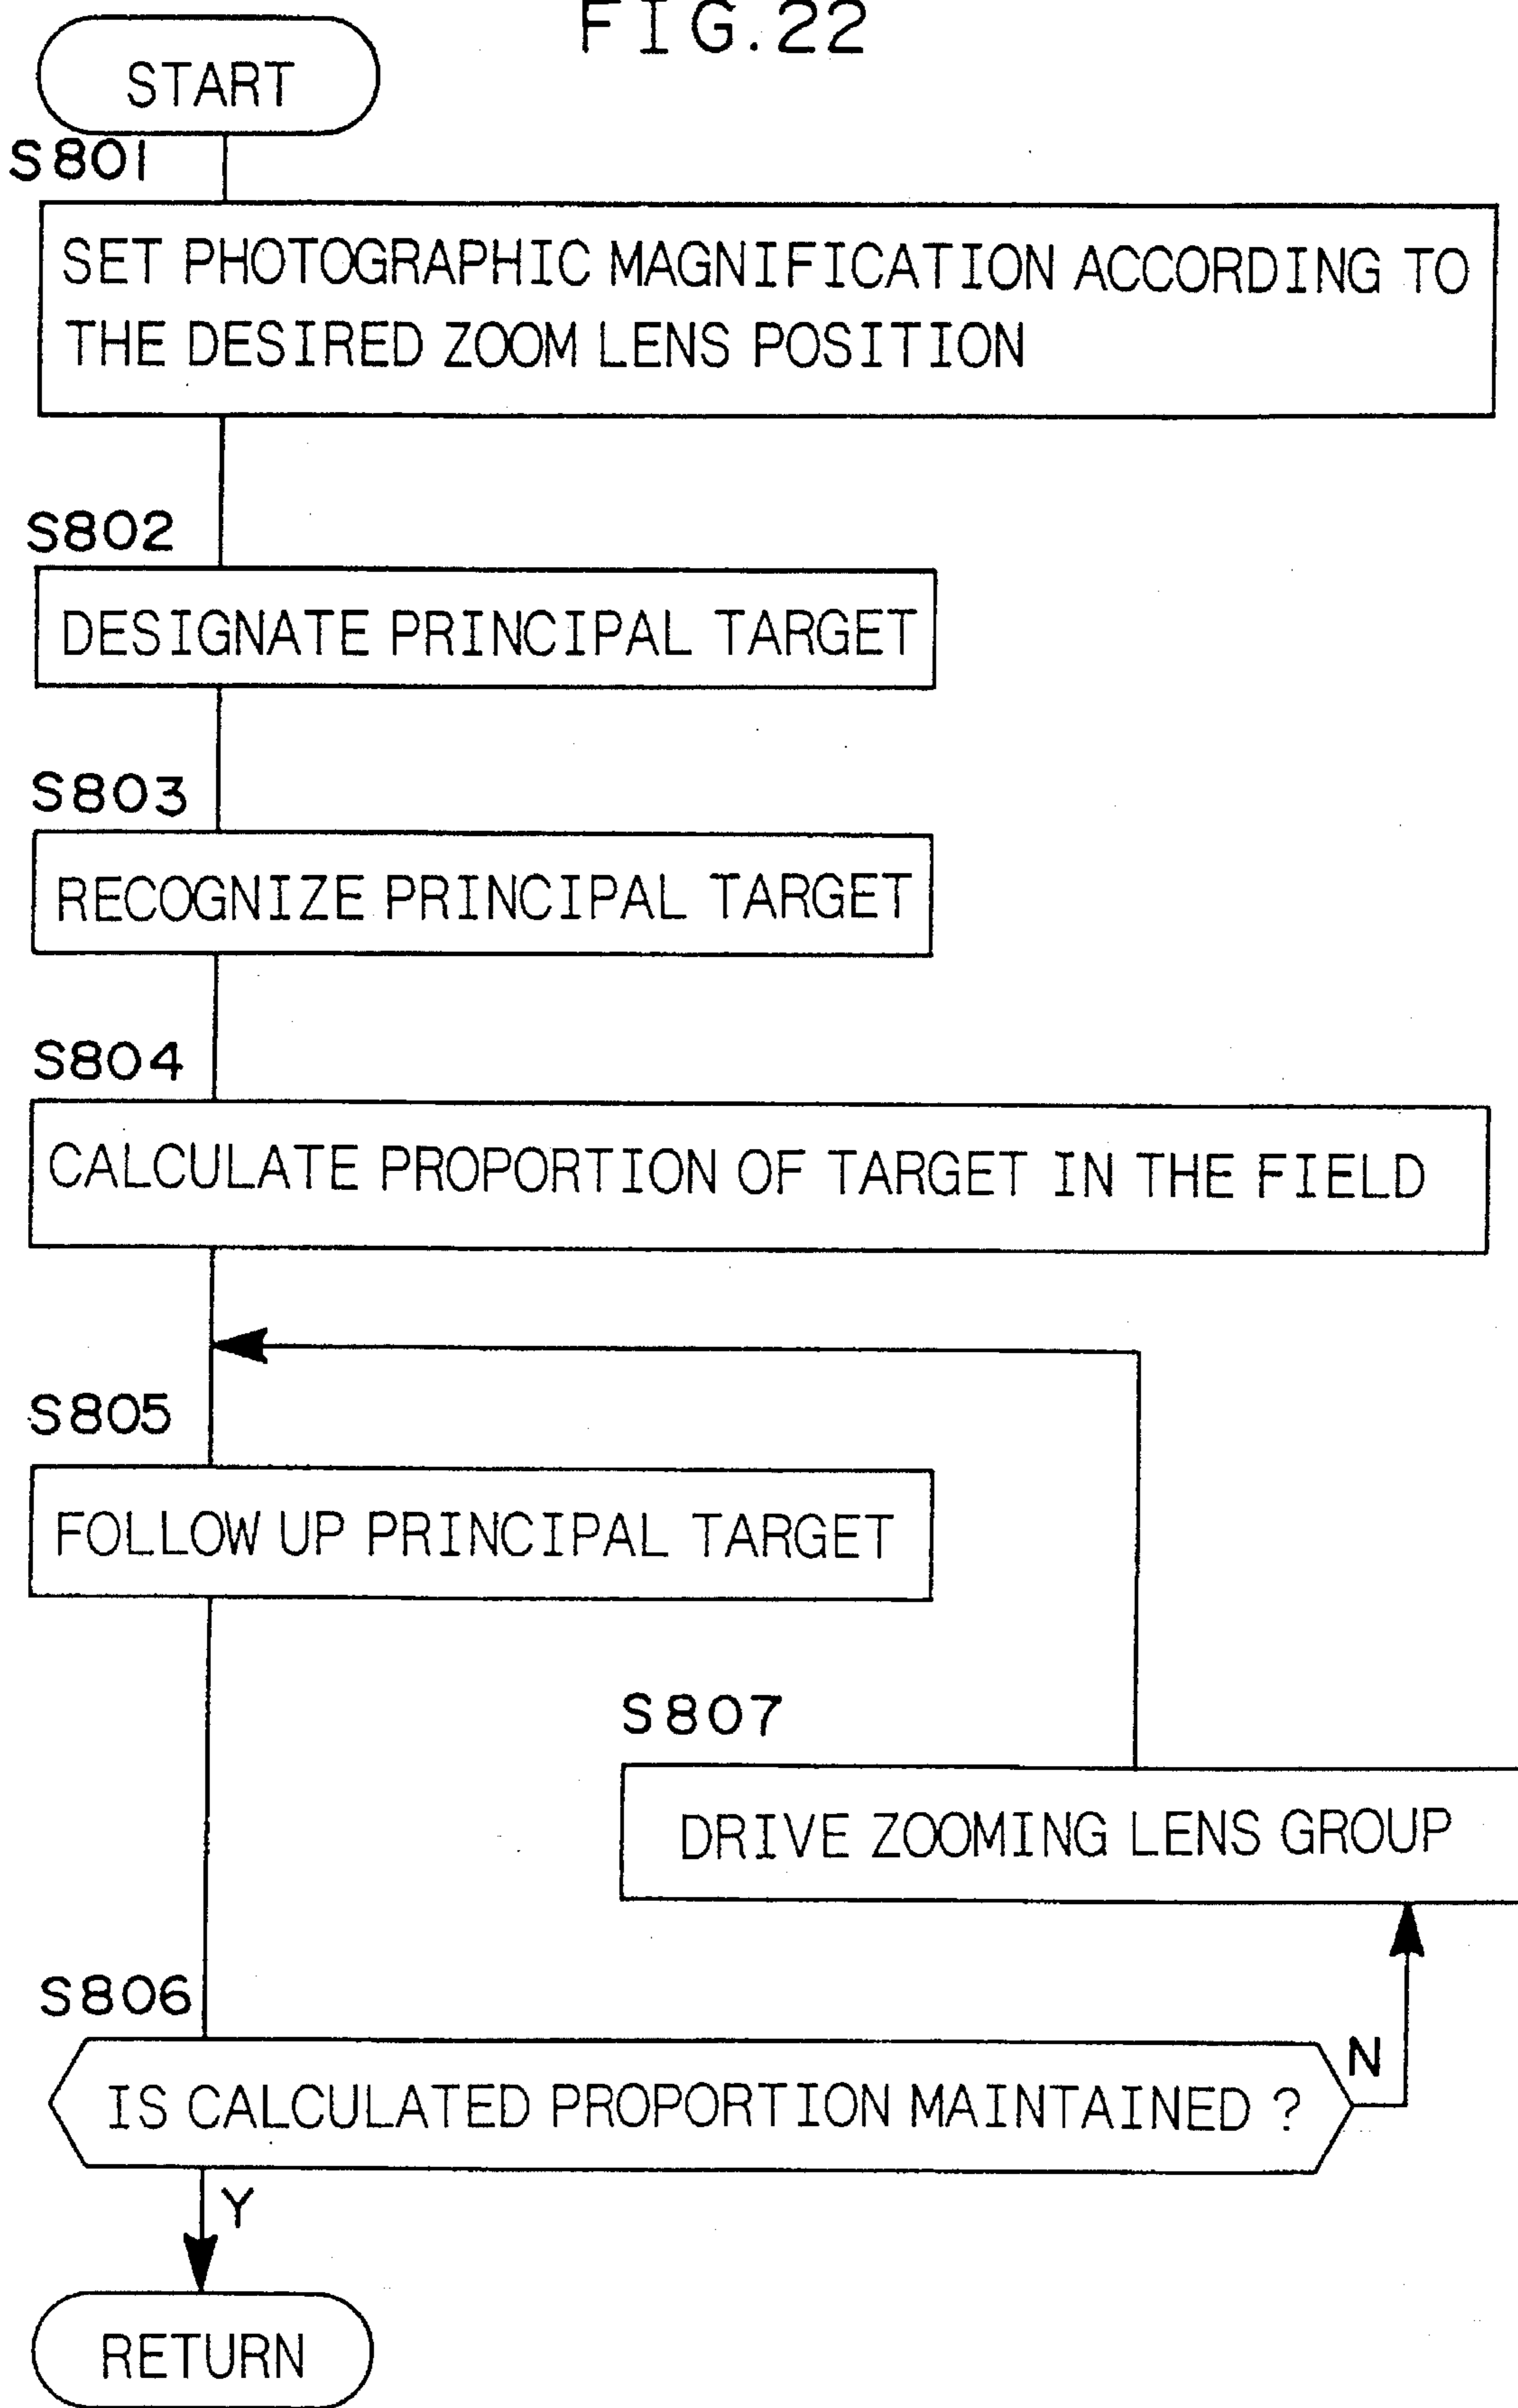 FIG.22
START
S801
SET PHOTOGRAPHIC MAGNIFICATION ACCORDING TO
THE DESIRED ZOOM LENS POSITION
S802
DESIGNATE PRINCIPAL TARGET
S803
RECOGNIZE PRINCIPAL TARGET
S804
CALCULATE PROPORTION OF TARGET IN THE FIELD
S805
FOLLOW UP PRINCIPAL TARGET
S807
DRIVE ZOOMING LENS GROUP
S806
IS CALCULATED PROPORTION MAINTAINED ?
N
Y
RETURN